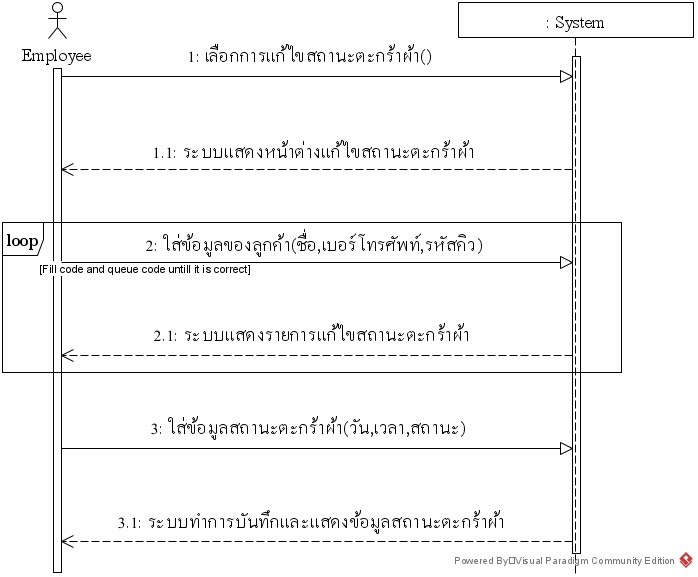 : System
Employee
1: เลือกการแก้ไขสถานะตะกร้าผ้า()
1.1: ระบบแสดงหน้าต่างแก้ไขสถานะตะกร้าผ้า
loop
2: ใส่ข้อมูลของลูกค้า(ชื่อ,เบอร์โทรศัพท์,รหัสคิว)
[Fill code and queue code untill it is correct]
2.1: ระบบแสดงรายการแก้ไขสถานะตะกร้าผ้า
3: ใส่ข้อมูลสถานะตะกร้าผ้า(วัน,เวลา,สถานะ)
3.1: ระบบทำการบันทึกและแสดงข้อมูลสถานะตะกร้าผ้า
Powered By□Visual Paradigm Community Edition